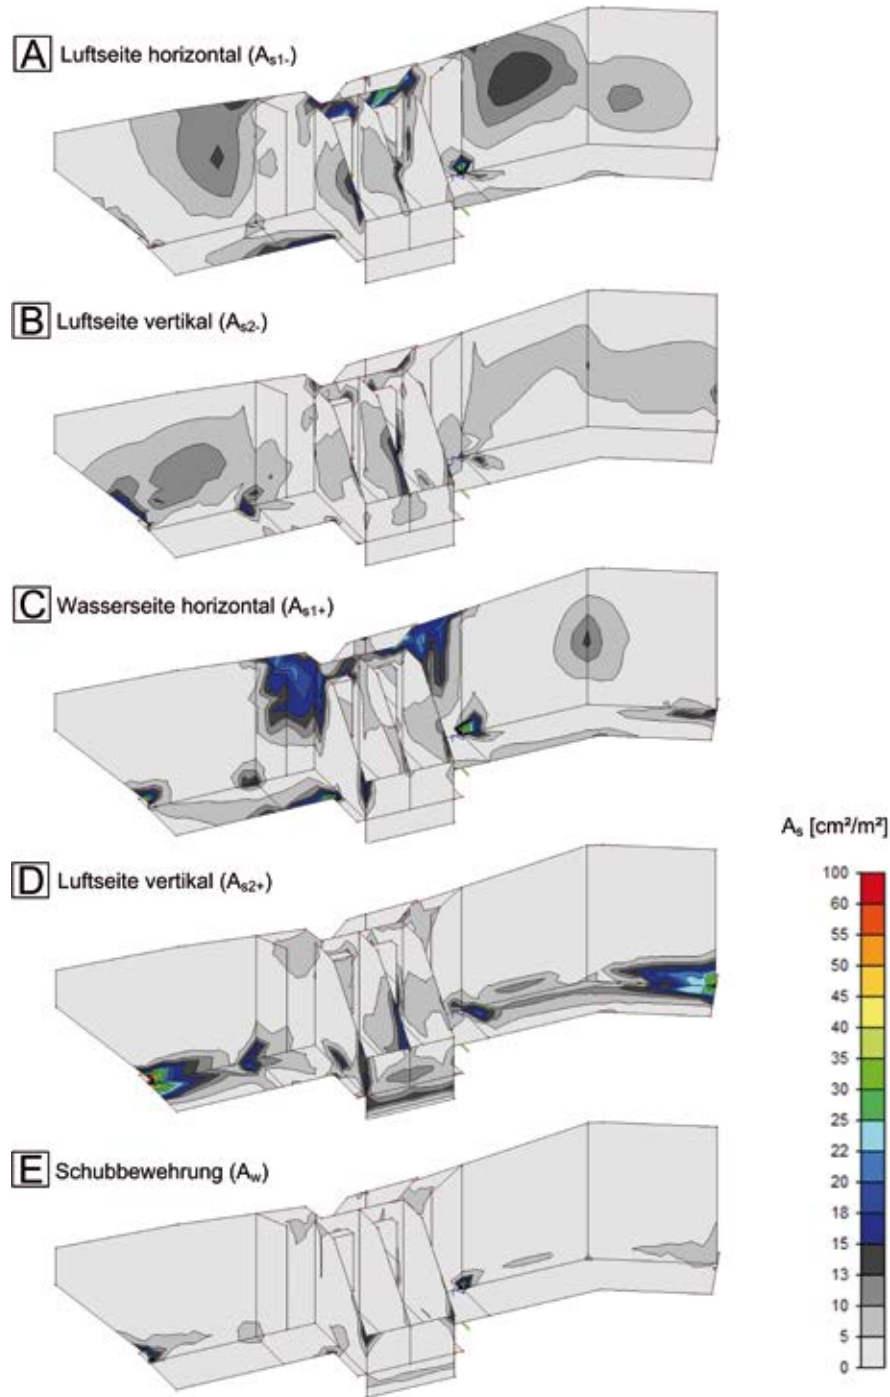 A Luftseite horizontal (As1-)
B Luftseite vertikal (As2-)
C Wasserseite horizontal (As1+)
D Luftseite vertikal (As2+)
E Schubbewehrung (Aw)
As [cm²/m²]
100
60
55
50
45
40
35
30
25
22
20
18
15
13
10
5
0